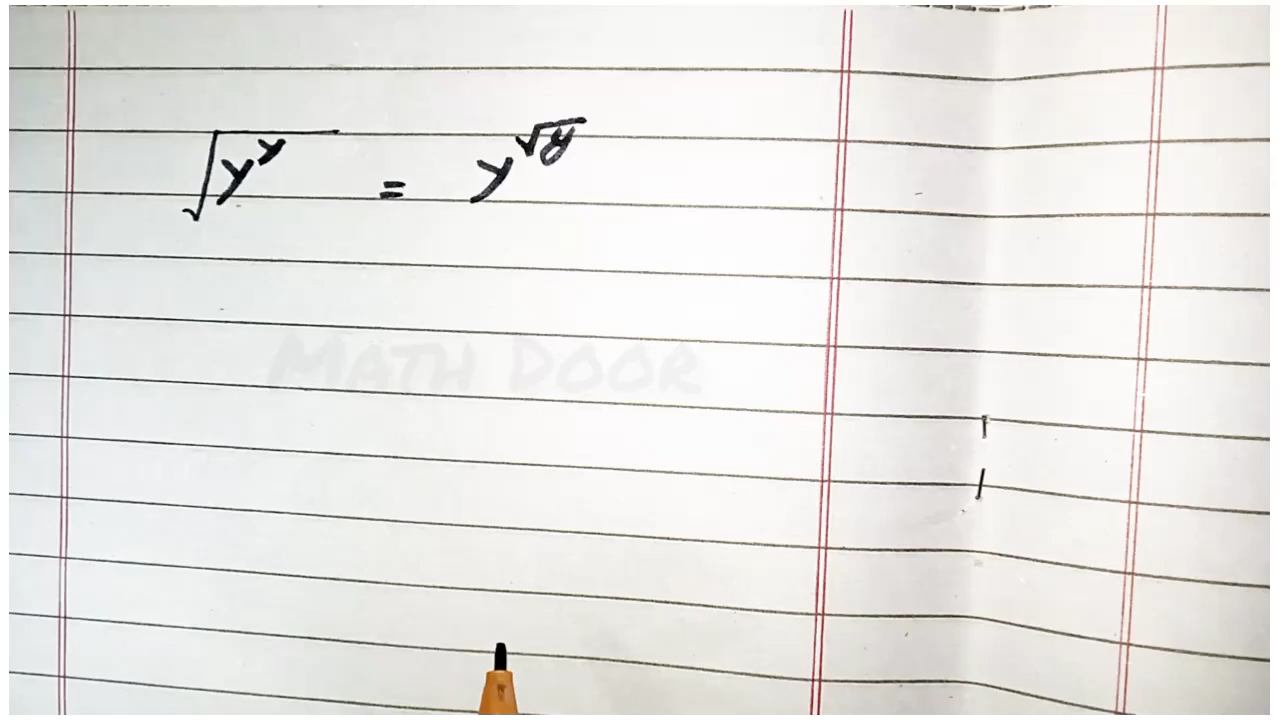 √(y^y) = y^√y
MATH DOOR